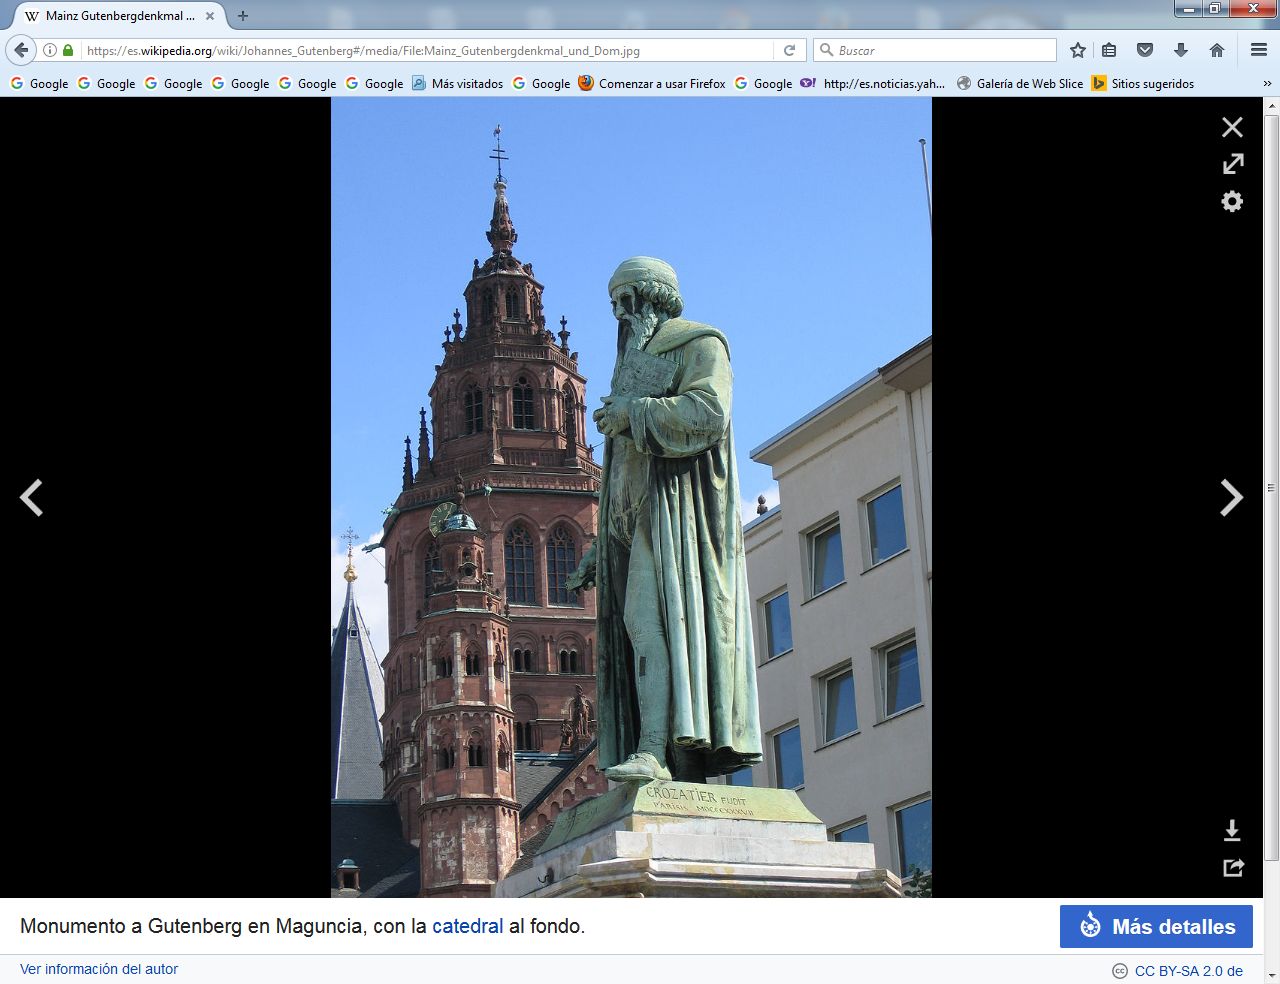 Mainz Gutenbergdenkmal ...
https://es.wikipedia.org/wiki/Johannes_Gutenberg#/media/File:Mainz_Gutenbergdenkmal_und_Dom.jpg
Buscar
Google Google Google Google Google Google Más visitados Google Comenzar a usar Firefox Google http://es.noticias.yah... Galería de Web Slice Sitios sugeridos
CROZATIER FUDIT
PARISIS MDCCCXXXVII
Monumento a Gutenberg en Maguncia, con la catedral al fondo.
Más detalles
Ver información del autor
CC BY-SA 2.0 de